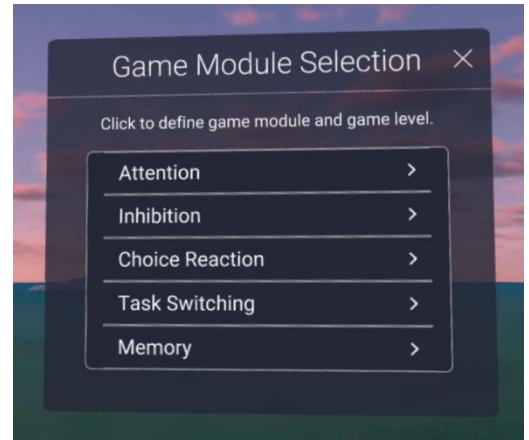 Game Module Selection
Click to define game module and game level.
Attention
Inhibition
Choice Reaction
Task Switching
Memory